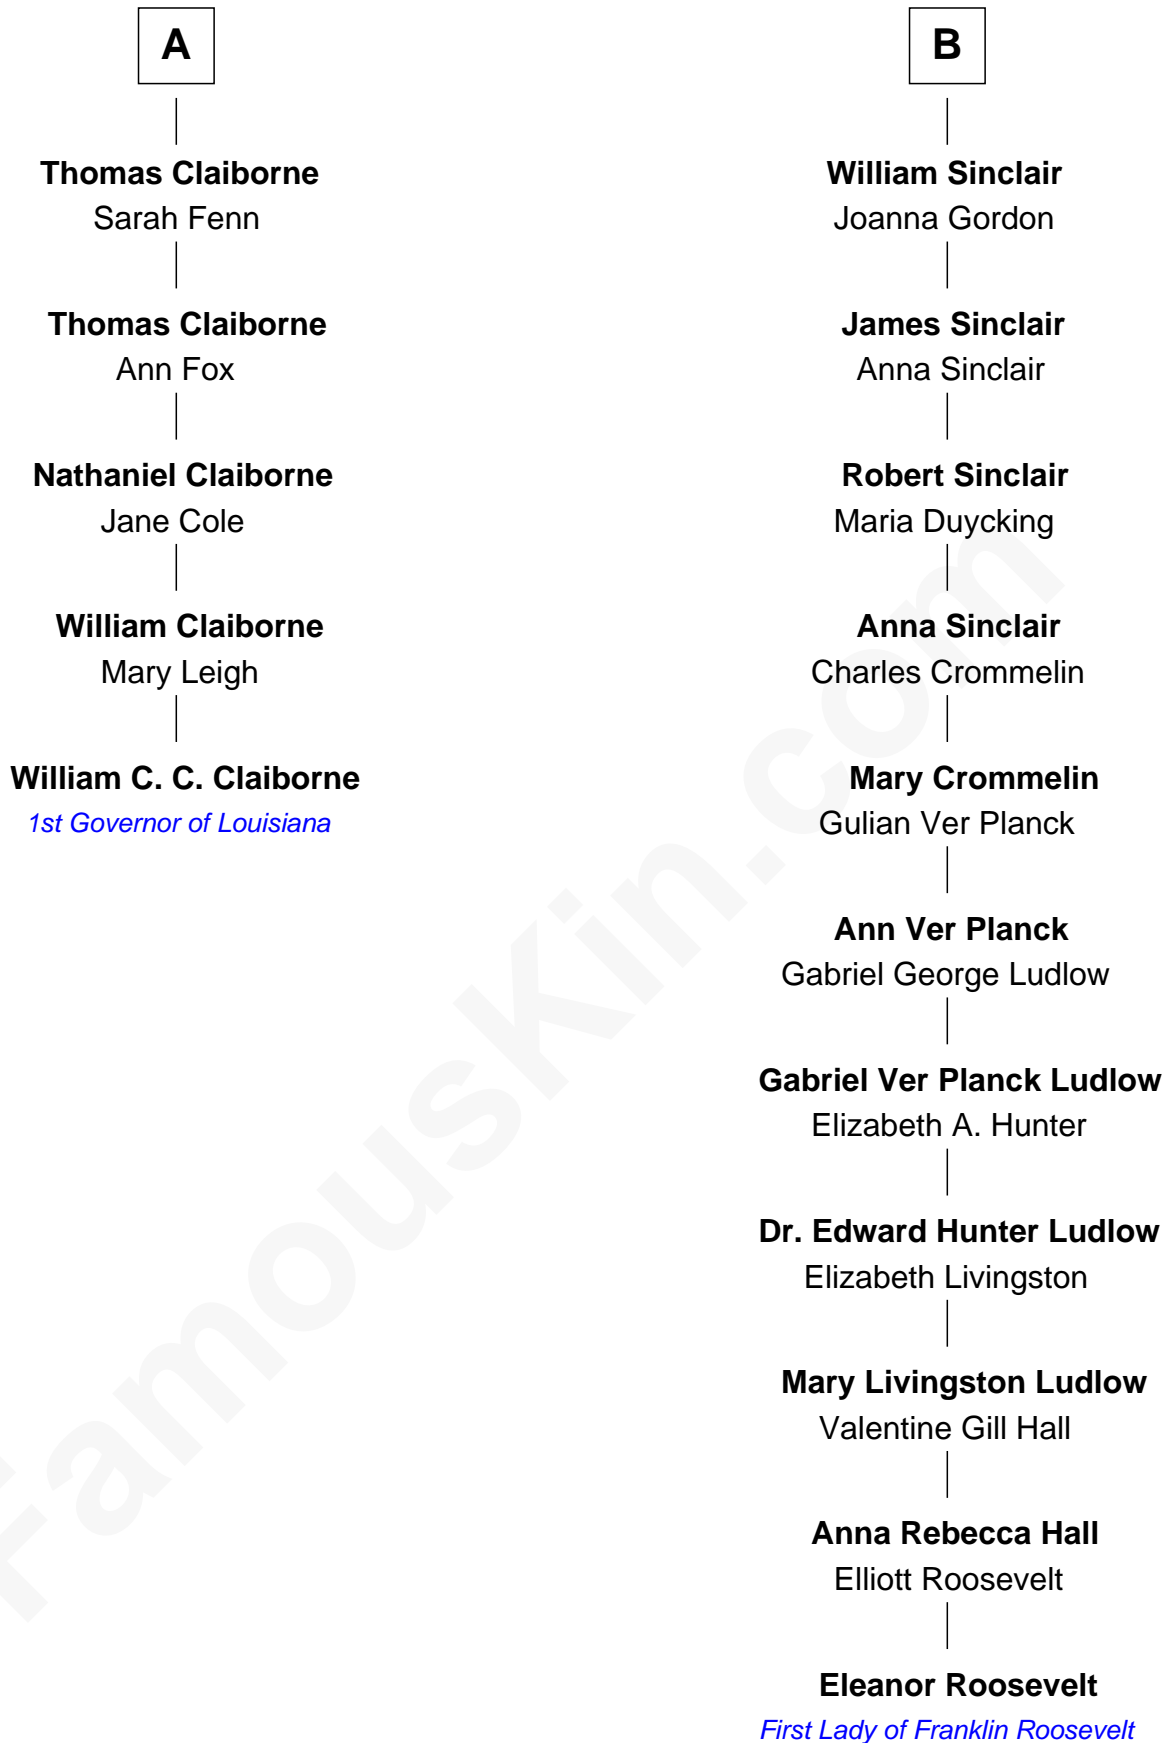 A
Thomas Claiborne
Sarah Fenn
Thomas Claiborne
Ann Fox
Nathaniel Claiborne
Jane Cole
William Claiborne
Mary Leigh
William C. C. Claiborne
1st Governor of Louisiana
B
William Sinclair
Joanna Gordon
James Sinclair
Anna Sinclair
Robert Sinclair
Maria Duycking
Anna Sinclair
Charles Crommelin
Mary Crommelin
Gulian Ver Planck
Ann Ver Planck
Gabriel George Ludlow
Gabriel Ver Planck Ludlow
Elizabeth A. Hunter
Dr. Edward Hunter Ludlow
Elizabeth Livingston
Mary Livingston Ludlow
Valentine Gill Hall
Anna Rebecca Hall
Elliott Roosevelt
Eleanor Roosevelt
First Lady of Franklin Roosevelt
FamousKin.com